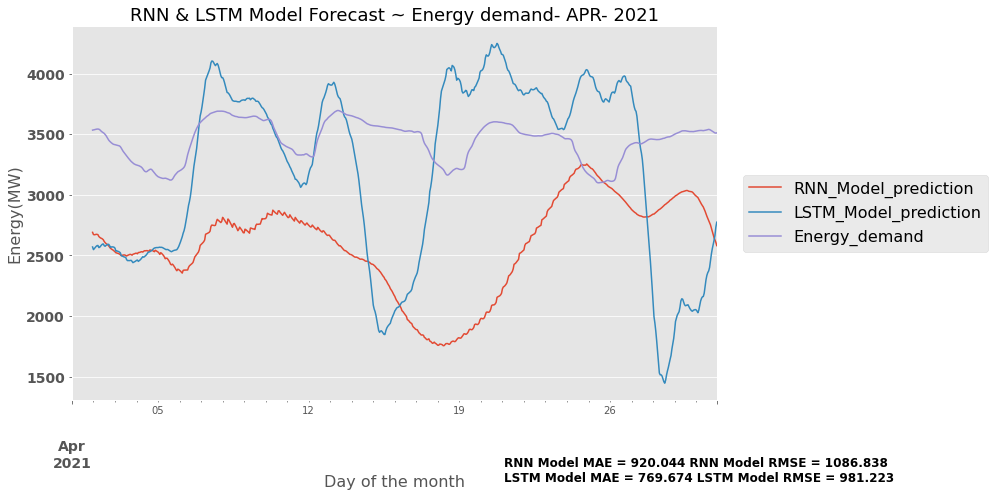 RNN & LSTM Model Forecast ~ Energy demand- APR- 2021
Energy(MW)
4000
3500
3000
2500
2000
1500
05 12 19 26
Apr
2021
Day of the month
RNN_Model_prediction
LSTM_Model_prediction
Energy_demand
RNN Model MAE = 920.044 RNN Model RMSE = 1086.838
LSTM Model MAE = 769.674 LSTM Model RMSE = 981.223